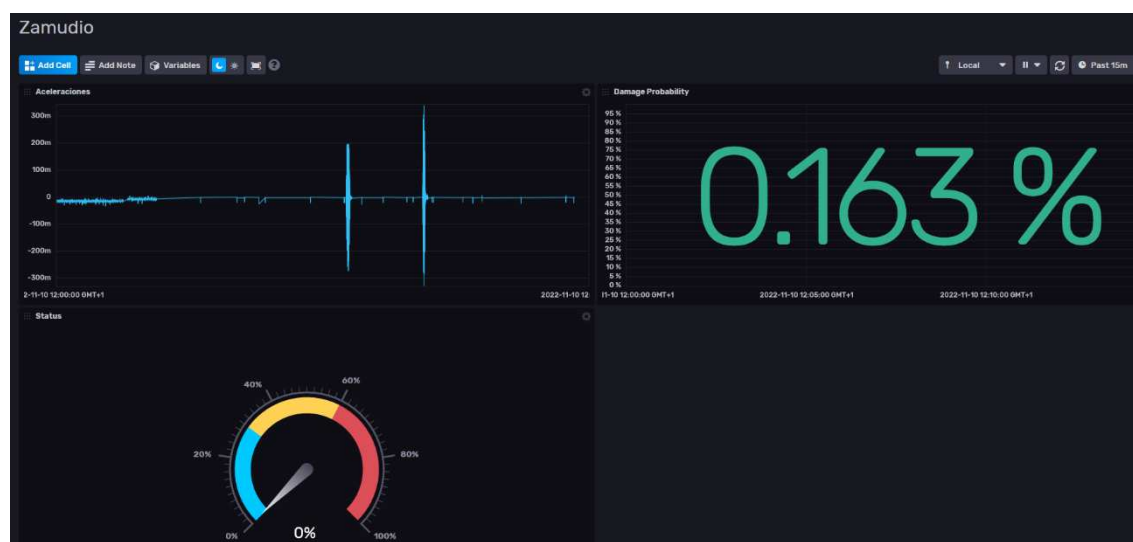 Zamudio
Add Cell Add Note Variables
Local Past 15m
Aceleraciones
300m
200m
100m
0
-100m
-200m
-300m
2-11-10 12:00:00 GMT+1 2022-11-10 12:
Damage Probability
95 %
90 %
85 %
80 %
75 %
70 %
65 %
60 %
55 %
50 %
45 %
40 %
35 %
30 %
25 %
20 %
15 %
10 %
5 %
0 %
0.163 %
11-10 12:00:00 GMT+1 2022-11-10 12:05:00 GMT+1 2022-11-10 12:10:00 GMT+1
Status
40% 60%
20% 80%
0% 0% 100%